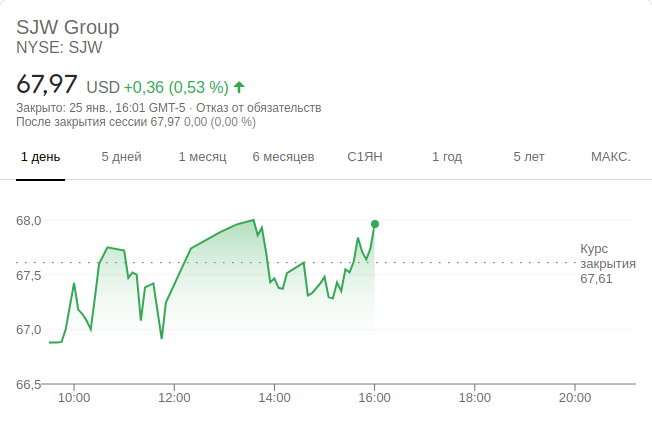 SJW Group
NYSE: SJW
67,97 USD +0,36 (0,53 %)
Закрыто: 25 янв., 16:01 GMT-5 · Отказ от обязательств
После закрытия сессии 67,97 0,00 (0,00 %)
1 день 5 дней 1 месяц 6 месяцев С1ЯН 1 год 5 лет МАКС.
68,0
Курс
закрытия
67,61
67,5
67,0
66,5
10:00 12:00 14:00 16:00 18:00 20:00